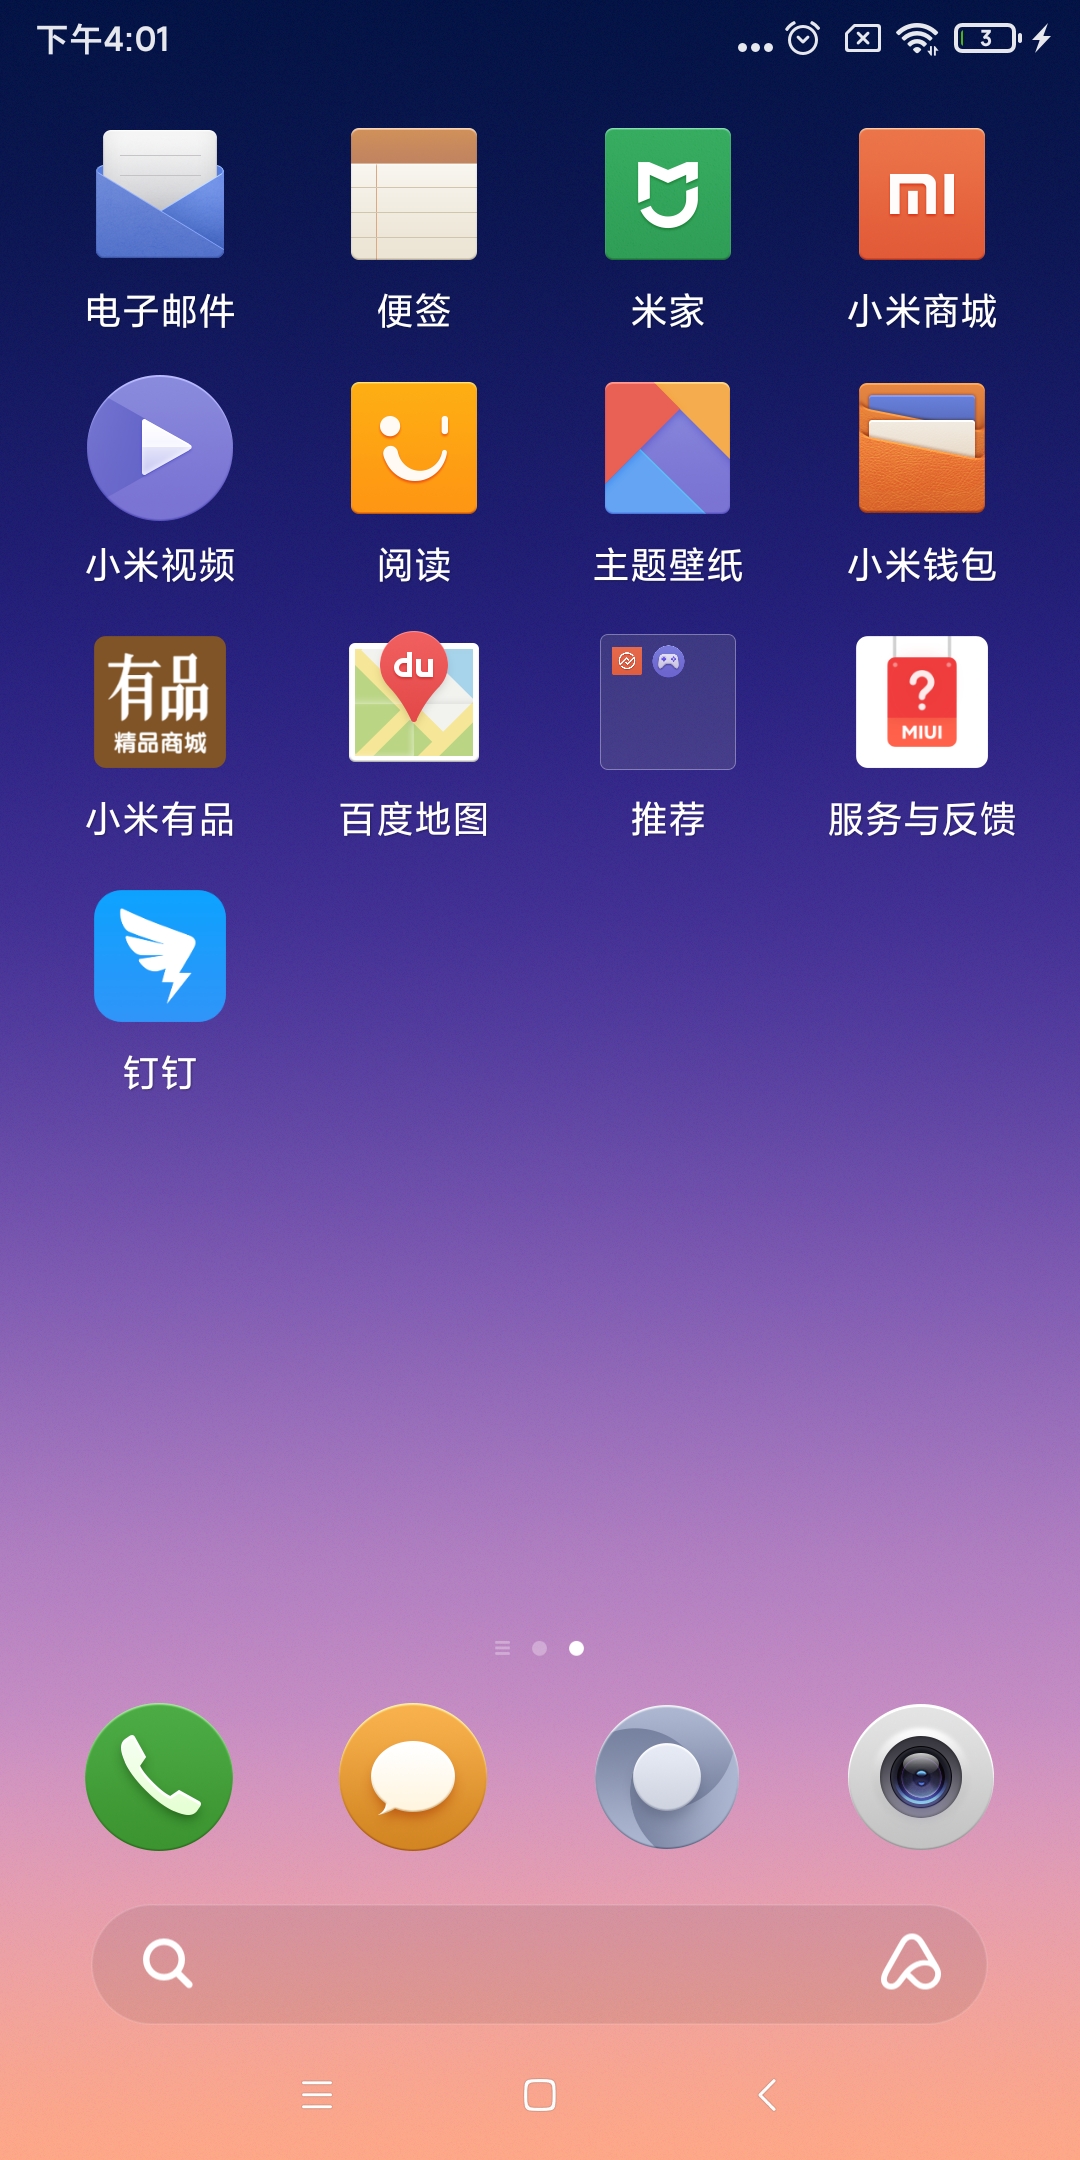 下午4:01
3
电子邮件
便签
米家
小米商城
小米视频
阅读
主题壁纸
小米钱包
有品
精品商城
du
MIUI
小米有品
百度地图
推荐
服务与反馈
钉钉